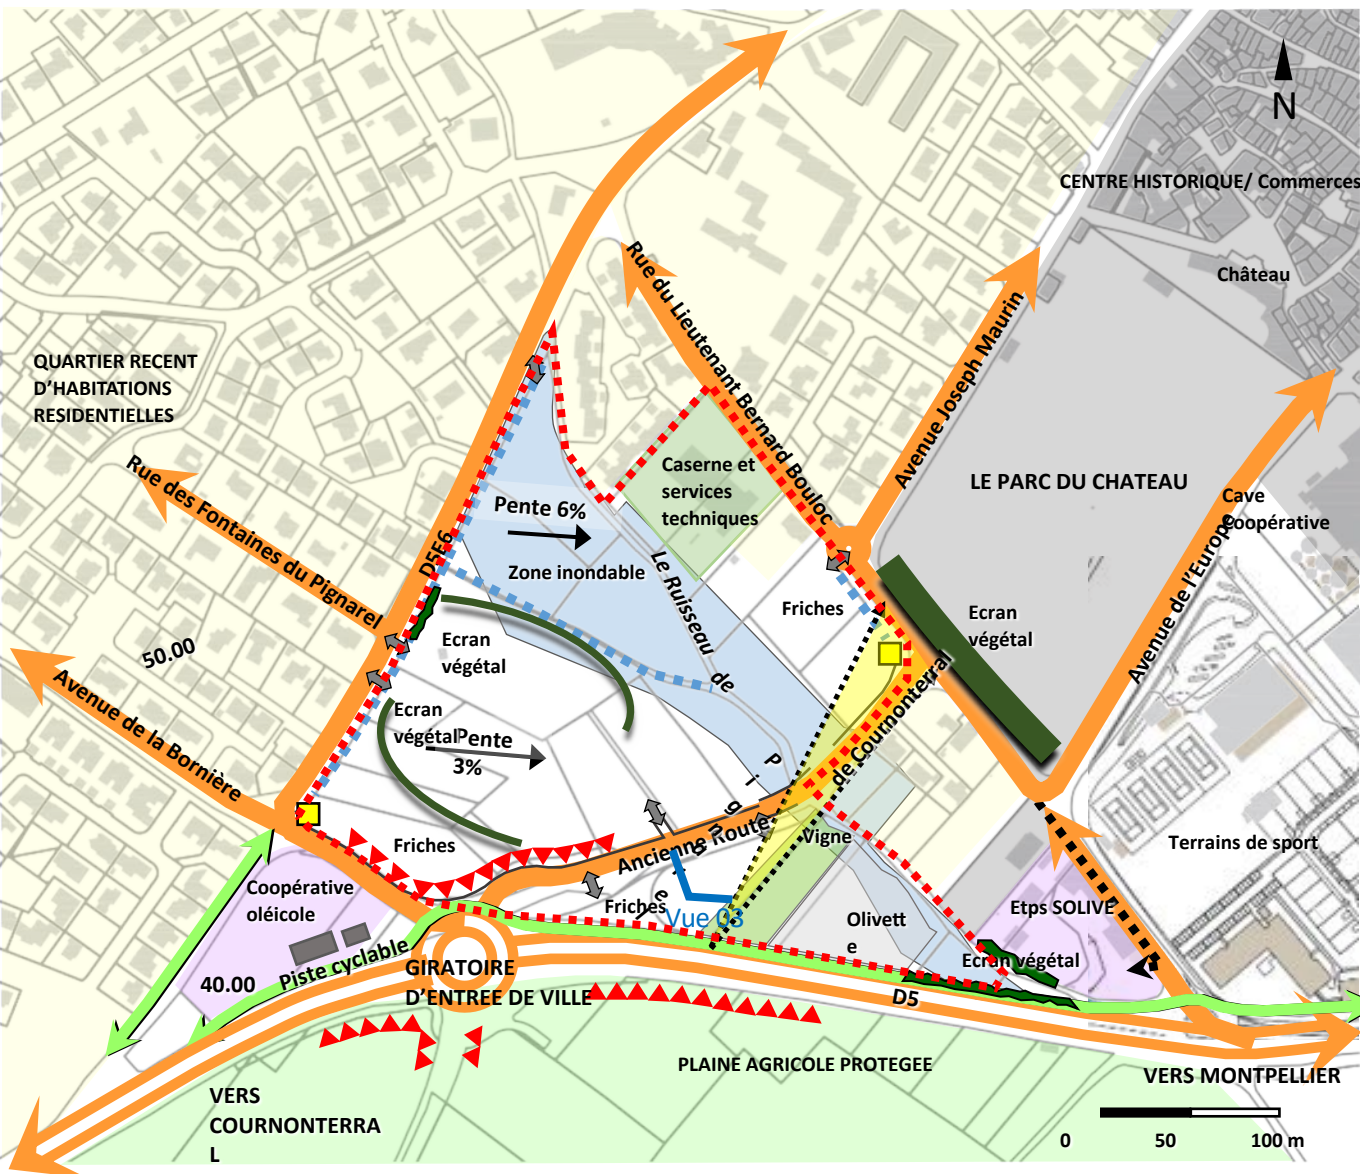 N
CENTRE HISTORIQUE/ Commerces
Château
Rue du Lieutenant Bernard Bouloc
Avenue Joseph Maurin
QUARTIER RECENT
D'HABITATIONS
RESIDENTIELLES
Rue des Fontaines du Pignarel
D5E6
Caserne et
services
techniques
LE PARC DU CHATEAU
Cave
Coopérative
Avenue de l'Europe
Pente 6%
Zone inondable
Le Ruisseau
de
Pignarel
Friches
Ecran
végétal
Ecran
végétal
50.00
Avenue de la Bornière
Ecran
végétal
Pente
3%
Ancienne Route
de Cournonterral
Friches
Vigne
Terrains de sport
Coopérative
oléicole
Friches
Vue 03
Olivett
e
Etps SOLIVE
Ecran végétal
Piste cyclable
40.00
GIRATOIRE
D'ENTREE DE VILLE
D5
PLAINE AGRICOLE PROTEGEE
VERS MONTPELLIER
VERS
COURNONTERRA
L
0 50 100 m